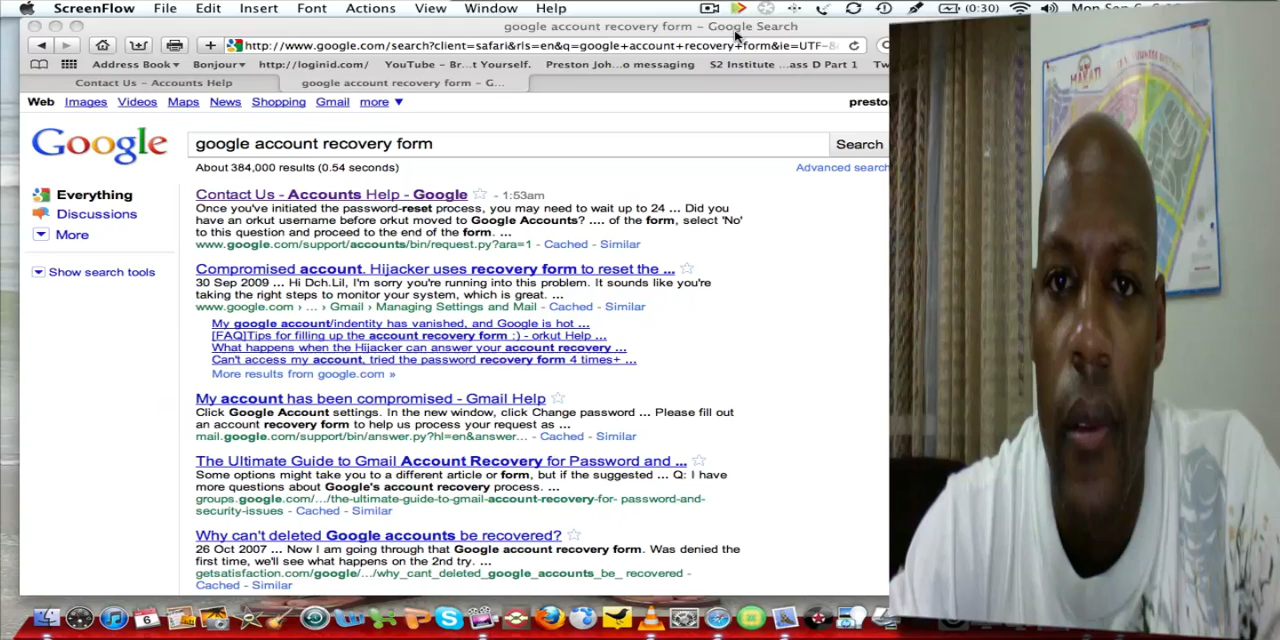 ScreenFlow File Edit Insert Font Actions View Window Help (0:30) Mon Sep 6
google account recovery form – Google Search
http://www.google.com/search?client=safari&rls=en&q=google+account+recovery+form&ie=UTF-8
Address Book Bonjour http://loginid.com/ YouTube - Br...t Yourself. Preston Joh...o messaging S2 Institute ...ass D Part 1 Tw
Contact Us – Accounts Help google account recovery form – G...
Web Images Videos Maps News Shopping Gmail more ▼ presto
Google google account recovery form Search
About 384,000 results (0.54 seconds) Advanced search
Everything
Discussions
More
Show search tools
Contact Us - Accounts Help - Google - 1:53am
Once you've initiated the password-reset process, you may need to wait up to 24 ... Did you
have an orkut username before orkut moved to Google Accounts? .... of the form, select 'No'
to this question and proceed to the end of the form. ...
www.google.com/support/accounts/bin/request.py?ara=1 - Cached - Similar
Compromised account. Hijacker uses recovery form to reset the ...
30 Sep 2009 ... Hi Dch.Lil, I'm sorry you're running into this problem. It sounds like you're
taking the right steps to monitor your system, which is great. ...
www.google.com › ... › Gmail › Managing Settings and Mail - Cached - Similar
My google account/indentity has vanished, and Google is hot ...
[FAQ]Tips for filling up the account recovery form :) - orkut Help ...
What happens when the Hijacker can answer your account recovery ...
Can't access my account, tried the password recovery form 4 times+ ...
More results from google.com »
My account has been compromised - Gmail Help
Click Google Account settings. In the new window, click Change password ... Please fill out
an account recovery form to help us process your request as ...
mail.google.com/support/bin/answer.py?hl=en&answer... - Cached - Similar
The Ultimate Guide to Gmail Account Recovery for Password and ...
Some options might take you to a different article or form, but if the suggested ... Q: I have
more questions about Google's account recovery process. ...
groups.google.com/.../the-ultimate-guide-to-gmail-account-recovery-for- password-and-
security-issues - Cached - Similar
Why can't deleted Google accounts be recovered?
26 Oct 2007 ... Now I am going through that Google account recovery form. Was denied the
first time, we'll see what happens on the 2nd try. ...
getsatisfaction.com/google/.../why_cant_deleted_google_accounts_be_ recovered -
Cached - Similar
MAKATI